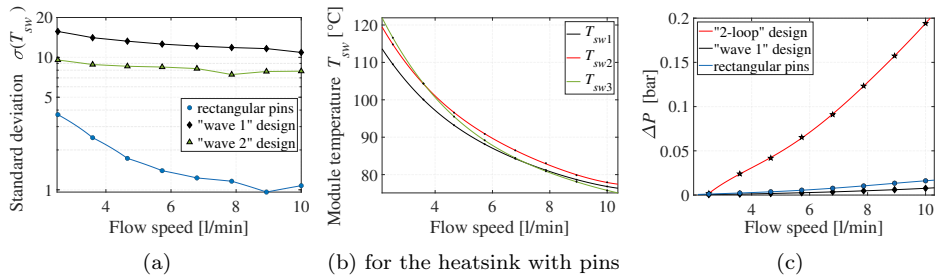 Standard deviation σ(T_sw)
20
10
1
rectangular pins
"wave 1" design
"wave 2" design
4 6 8 10
Flow speed [l/min]
(a)
Module temperature T_sw [°C]
120
110
100
90
80
T_sw1
T_sw2
T_sw3
4 6 8 10
Flow speed [l/min]
(b) for the heatsink with pins
ΔP [bar]
0.2
0.15
0.1
0.05
0
"2-loop" design
"wave 1" design
rectangular pins
4 6 8 10
Flow speed [l/min]
(c)